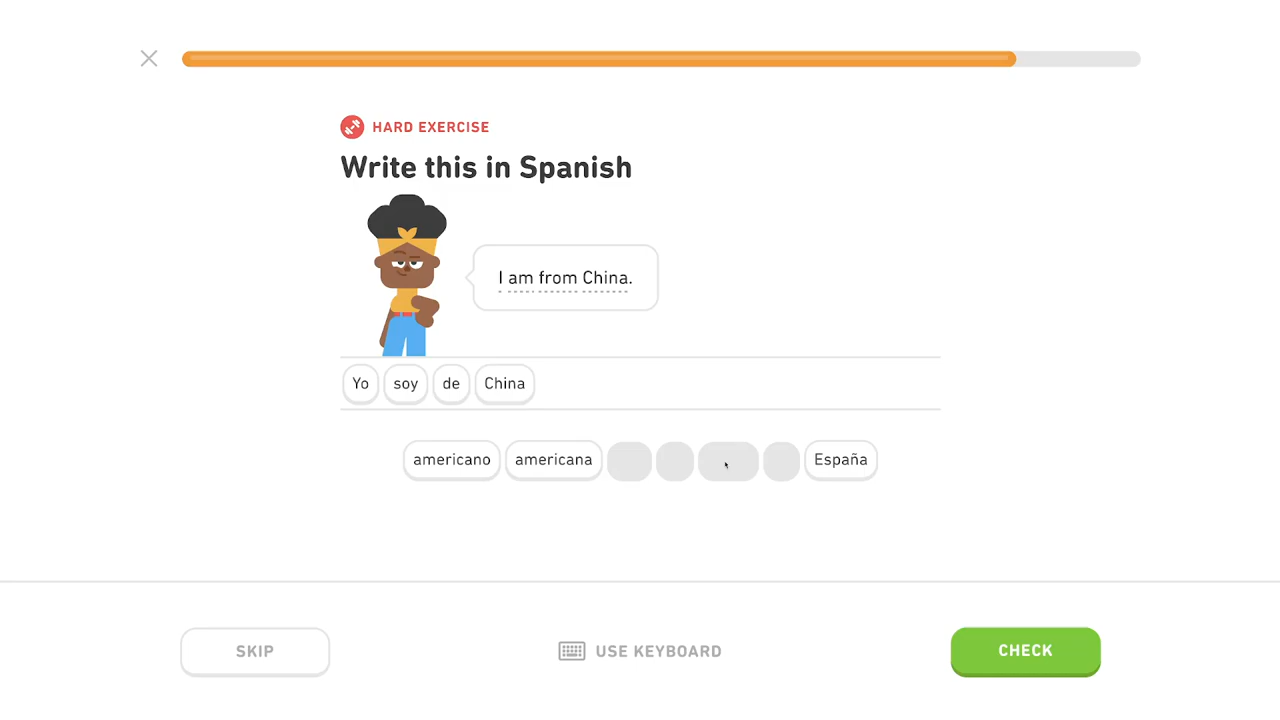 HARD EXERCISE
Write this in Spanish
I am from China.
Yo soy de China
americano americana España
SKIP USE KEYBOARD CHECK